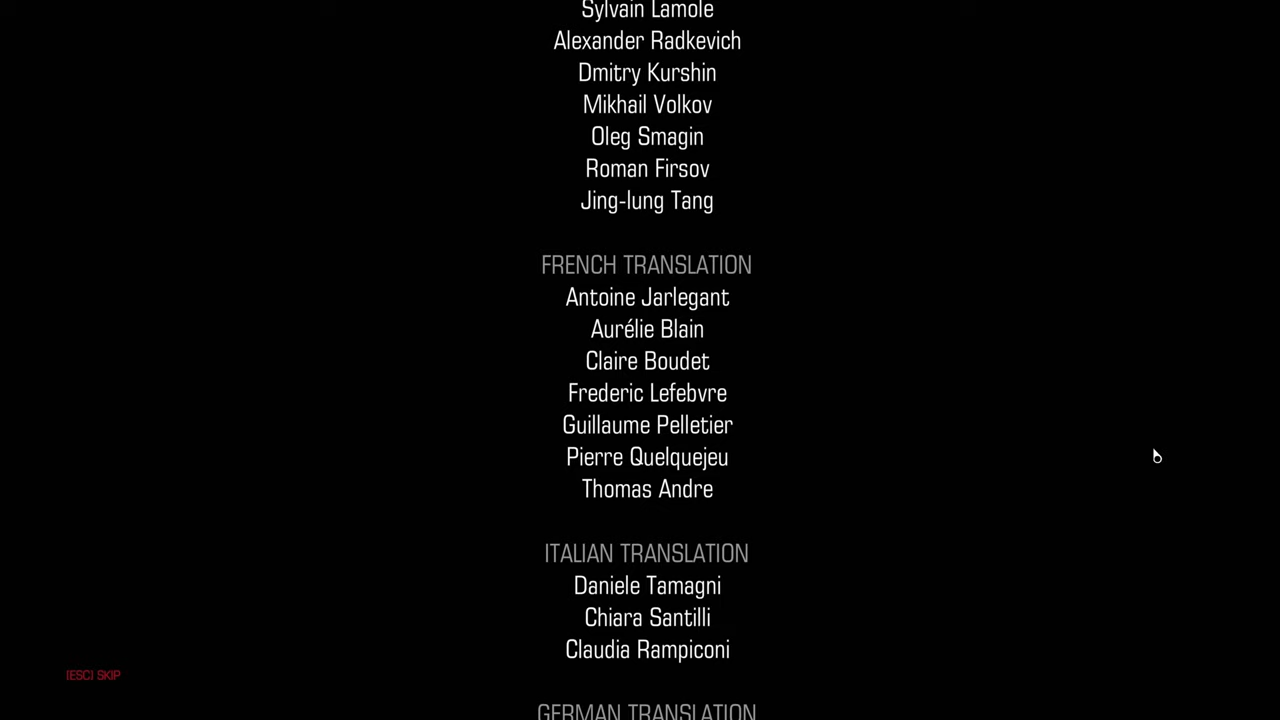 Sylvain Lamole
Alexander Radkevich
Dmitry Kurshin
Mikhail Volkov
Oleg Smagin
Roman Firsov
Jing-lung Tang
FRENCH TRANSLATION
Antoine Jarlegant
Aurélie Blain
Claire Boudet
Frederic Lefebvre
Guillaume Pelletier
Pierre Quelquejeu
Thomas Andre
ITALIAN TRANSLATION
Daniele Tamagni
Chiara Santilli
Claudia Rampiconi
[ESC] SKIP
GERMAN TRANSLATION